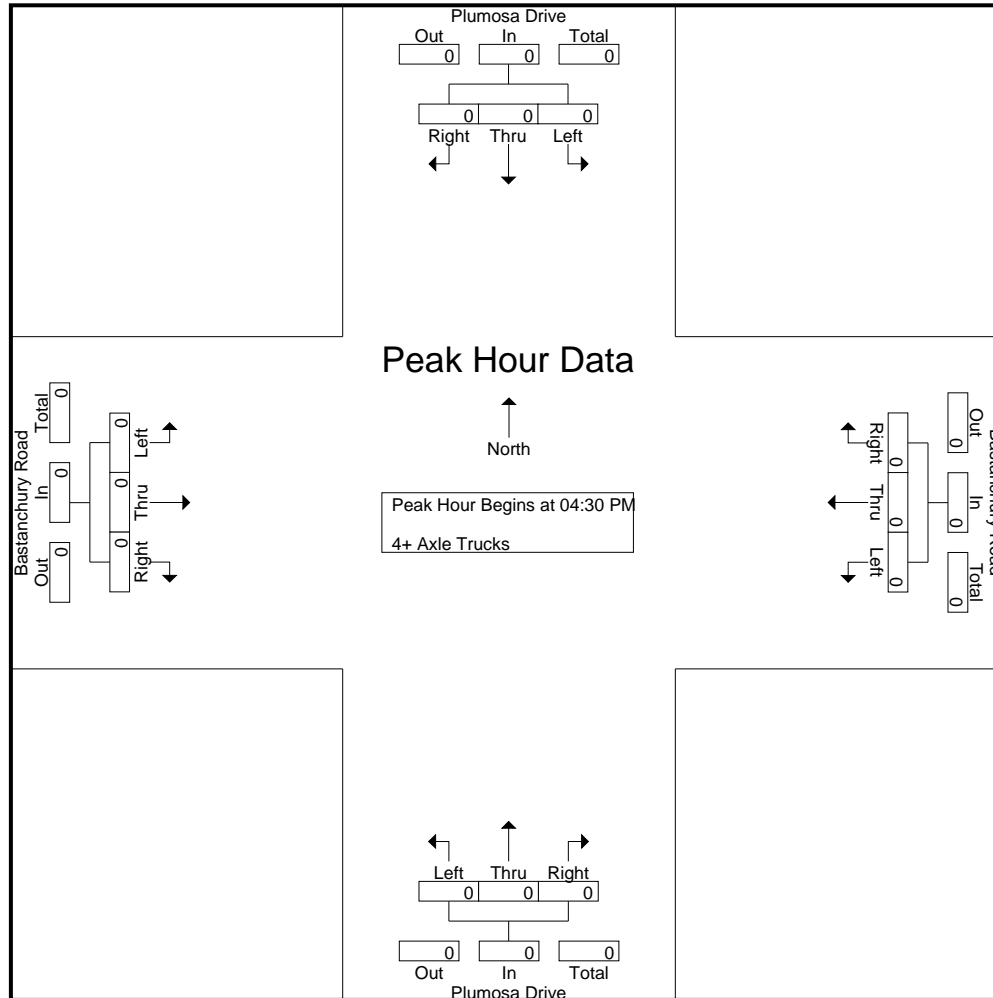 Plumosa Drive
Out In Total
0 0 0
0 0 0
Right Thru Left
Peak Hour Data
North
Peak Hour Begins at 04:30 PM
4+ Axle Trucks
Bastanchury Road
Total In Out
0 0 0
0 0 0
Left Thru Right
Right Thru Left
0 0 0
0 0 0
Out In Total
Bastanchury Road
Left Thru Right
0 0 0
0 0 0
Out In Total
Plumosa Drive